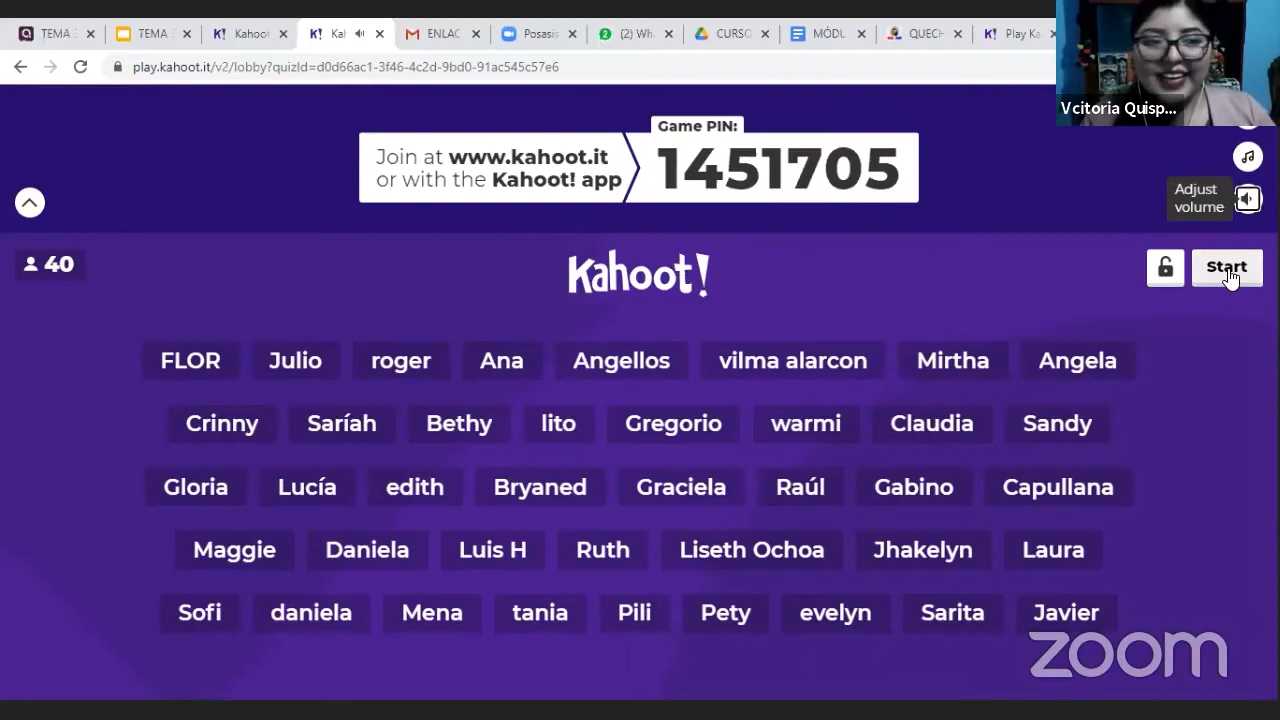 TEMA
TEMA
Kahoot
Kal
ENLAC
Posasis
(2) Wh
CURSO
MÓDU
QUECH
Play Ka
play.kahoot.it/v2/lobby?quizId=d0d66ac1-3f46-4c2d-9bd0-91ac545c57e6
Vcitoria Quisp...
Game PIN:
Join at www.kahoot.it
or with the Kahoot! app
1451705
Adjust
volume
40
Kahoot!
Start
FLOR Julio roger Ana Angellos vilma alarcon Mirtha Angela
Crinny Saríah Bethy lito Gregorio warmi Claudia Sandy
Gloria Lucía edith Bryaned Graciela Raúl Gabino Capullana
Maggie Daniela Luis H Ruth Liseth Ochoa Jhakelyn Laura
Sofi daniela Mena tania Pili Pety evelyn Sarita Javier
zoom